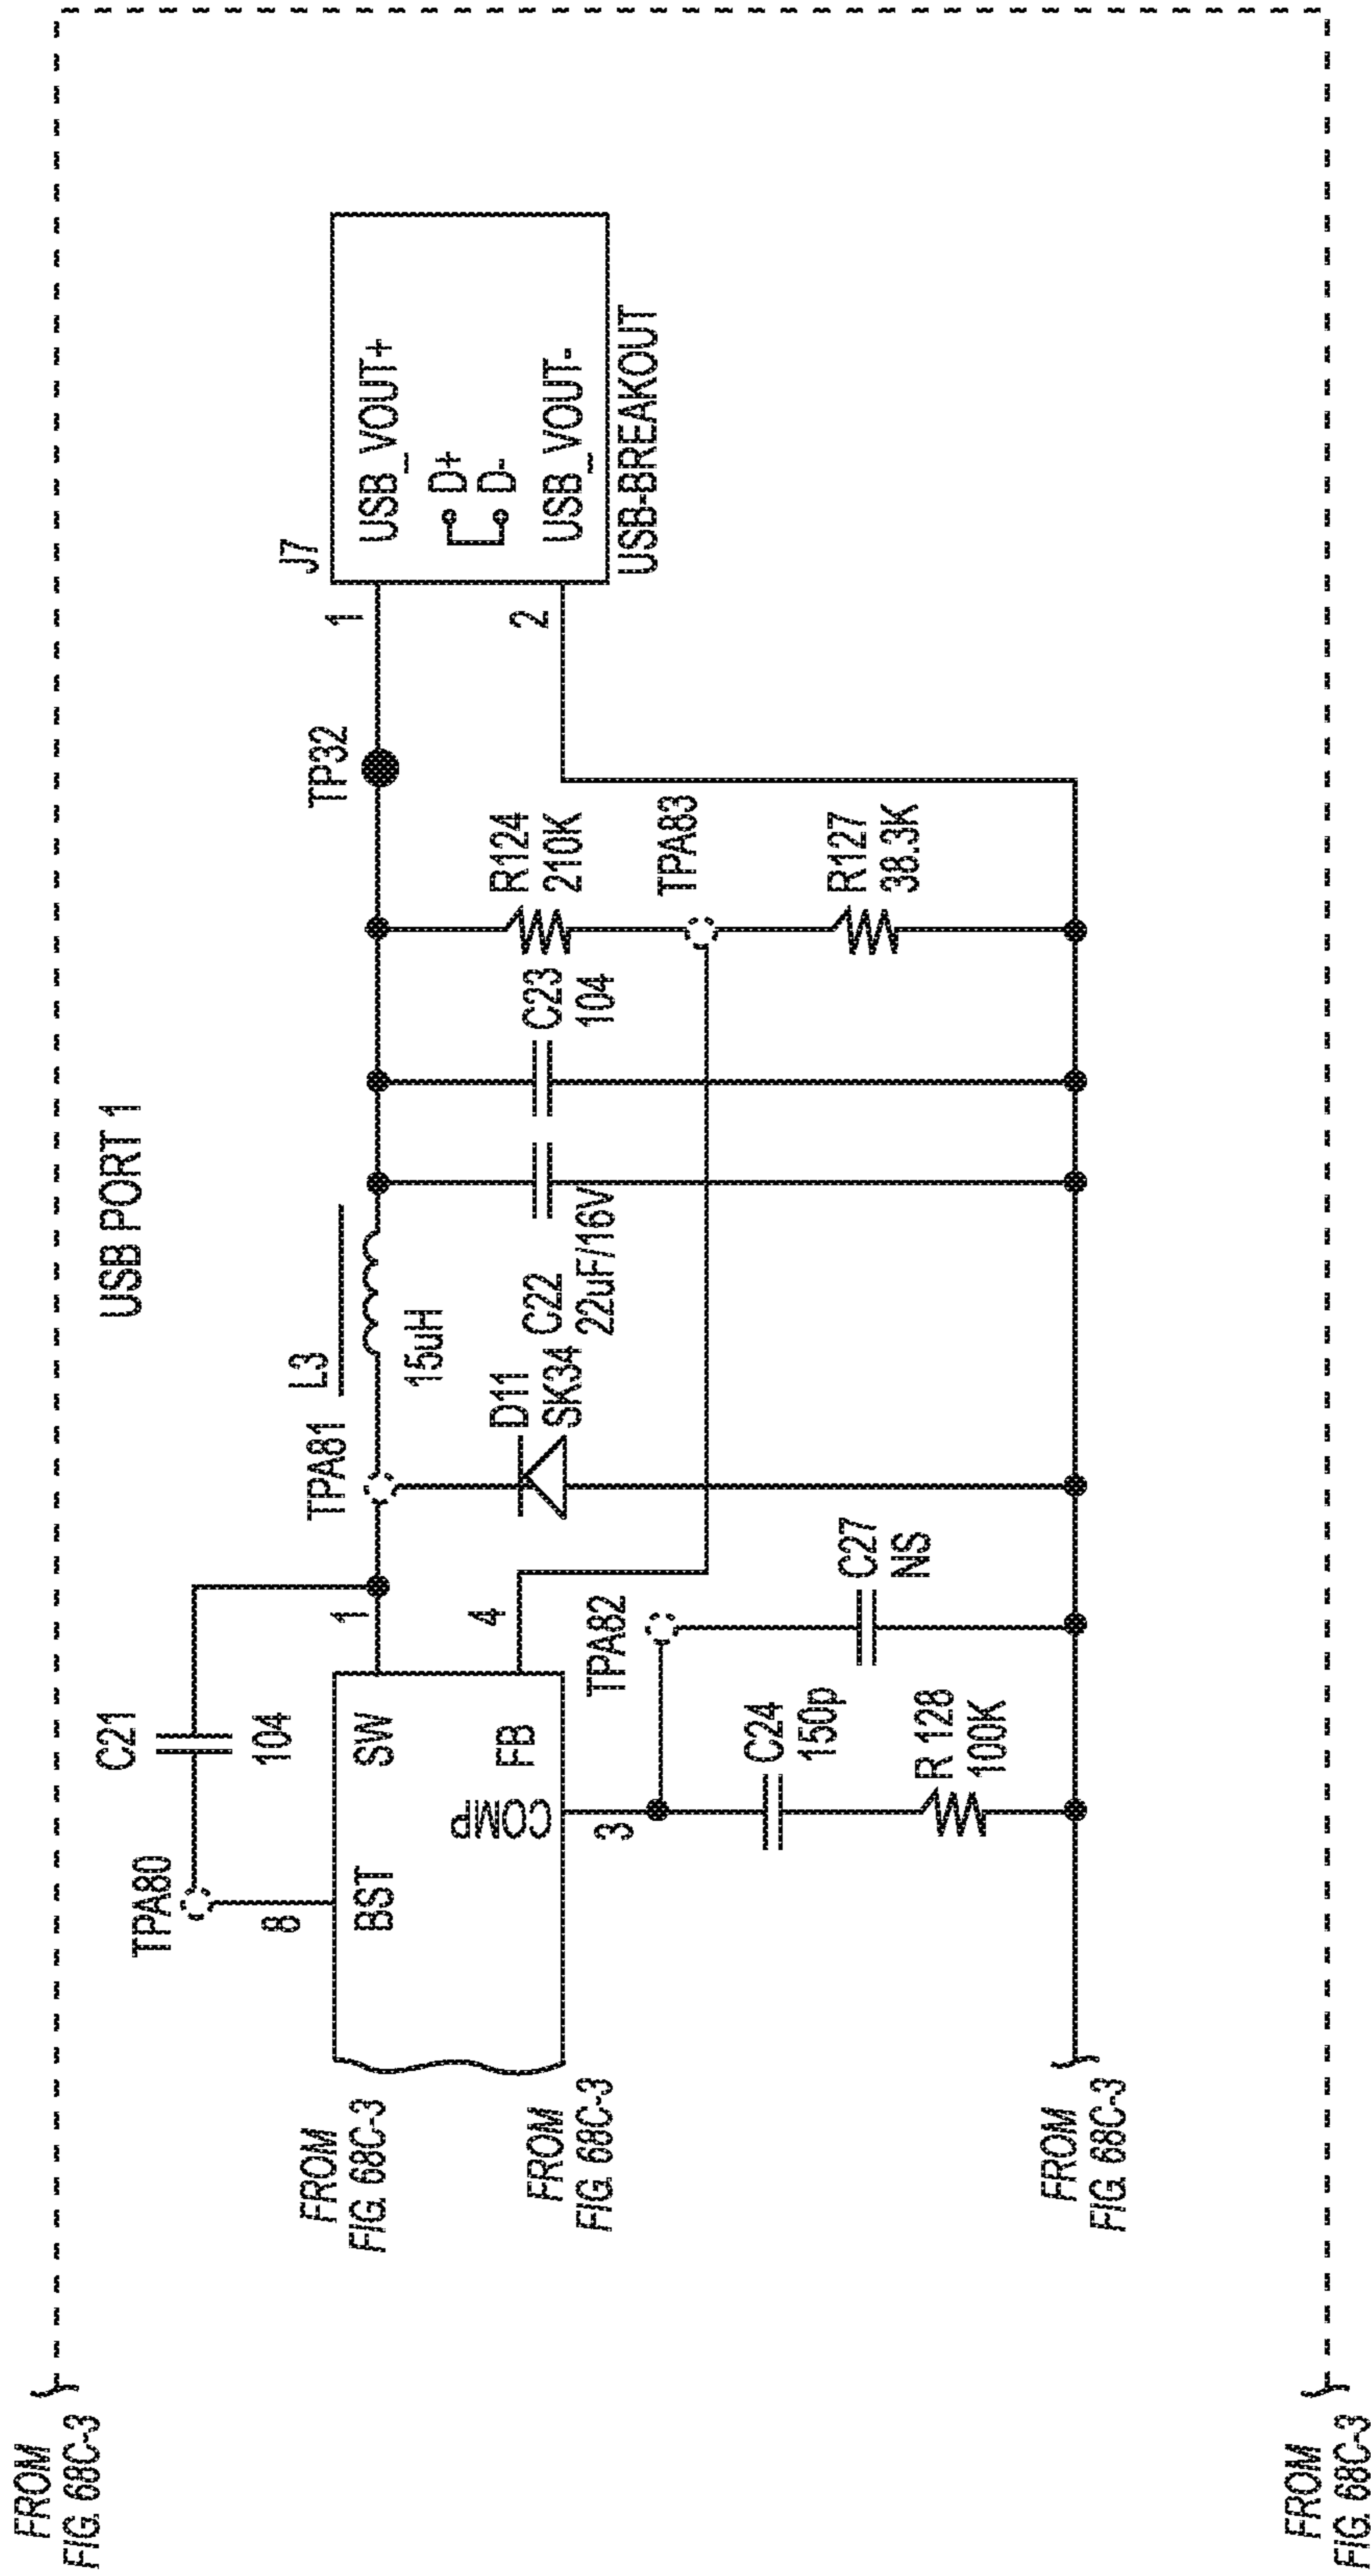 FROM
FIG. 68C-3
USB PORT 1
TPA80
C21
104
8
BST
SW
1
FB
4
COMP
3
FROM
FIG. 68C-3
FROM
FIG. 68C-3
TPA81
L3
15uH
D11
SK34
C22
22uF/16V
C23
104
R124
210K
TPA83
R127
38.3K
TPA82
C24
150p
R 128
100K
C27
NS
TP32
J7
1
USB_VOUT+
D+
D-
USB_VOUT-
2
USB-BREAKOUT
FROM
FIG. 68C-3
FROM
FIG. 68C-3